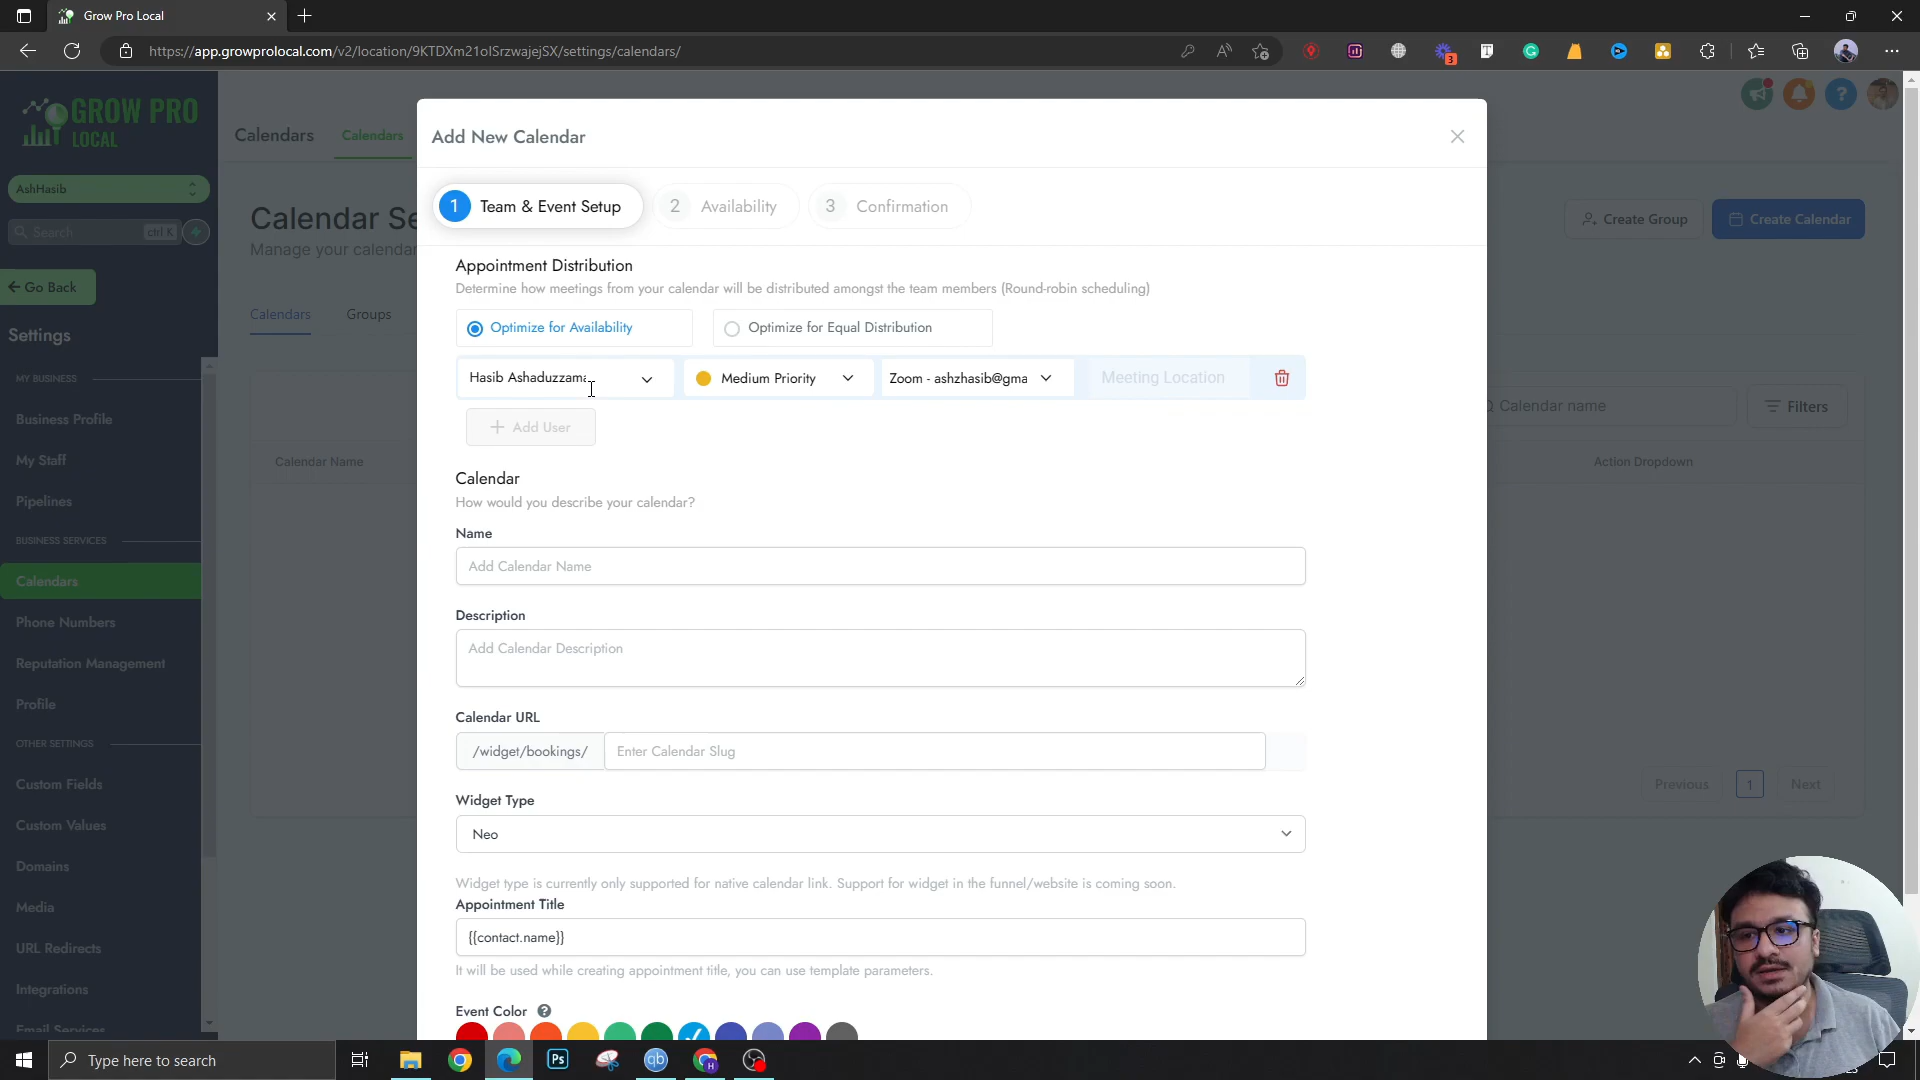 Grow Pro Local
https://app.growprolocal.com/v2/location/9KTDXm21olSrzwajejSX/settings/calendars/
3
GROW PRO
LOCAL
AshHasib
Search ctrl K
Go Back
Settings
MY BUSINESS
Business Profile
My Staff
Pipelines
BUSINESS SERVICES
Calendars
Phone Numbers
Reputation Management
Profile
OTHER SETTINGS
Custom Fields
Custom Values
Domains
Media
URL Redirects
Integrations
Email Services
Calendars Calendars
Calendar Se
Manage your calendar
Create Group Create Calendar
Calendars Groups
Calendar name Filters
Calendar Name Action Dropdown
Previous 1 Next
Add New Calendar
1 Team & Event Setup 2 Availability 3 Confirmation
Appointment Distribution
Determine how meetings from your calendar will be distributed amongst the team members (Round-robin scheduling)
Optimize for Availability Optimize for Equal Distribution
Hasib Ashaduzzama Medium Priority Zoom - ashzhasib@gma Meeting Location
+ Add User
Calendar
How would you describe your calendar?
Name
Add Calendar Name
Description
Add Calendar Description
Calendar URL
/widget/bookings/ Enter Calendar Slug
Widget Type
Neo
Widget type is currently only supported for native calendar link. Support for widget in the funnel/website is coming soon.
Appointment Title
{{contact.name}}
It will be used while creating appointment title, you can use template parameters.
Event Color ?
Type here to search
Ps
qb
H